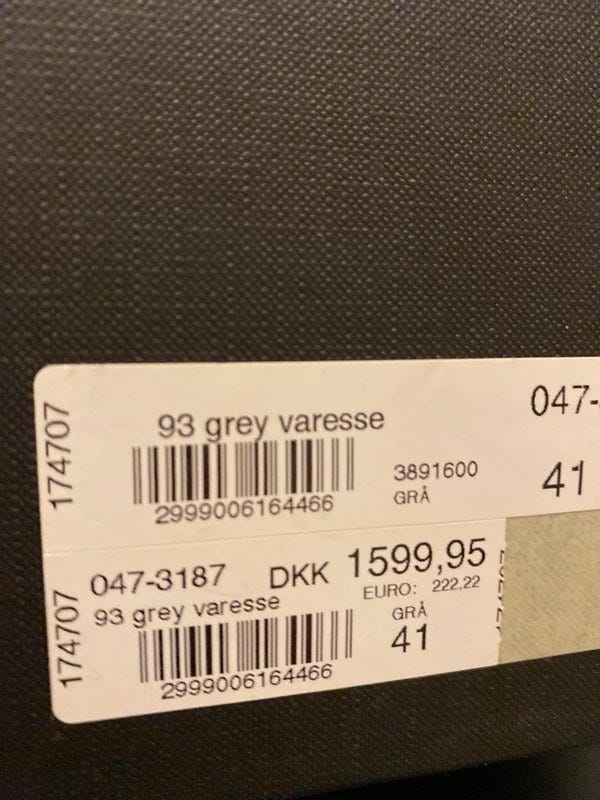 174707
93 grey varesse
047-
2999006164466
3891600
GRÅ
41
174707
047-3187 DKK 1599,95
93 grey varesse
EURO: 222,22
GRÅ
41
2999006164466